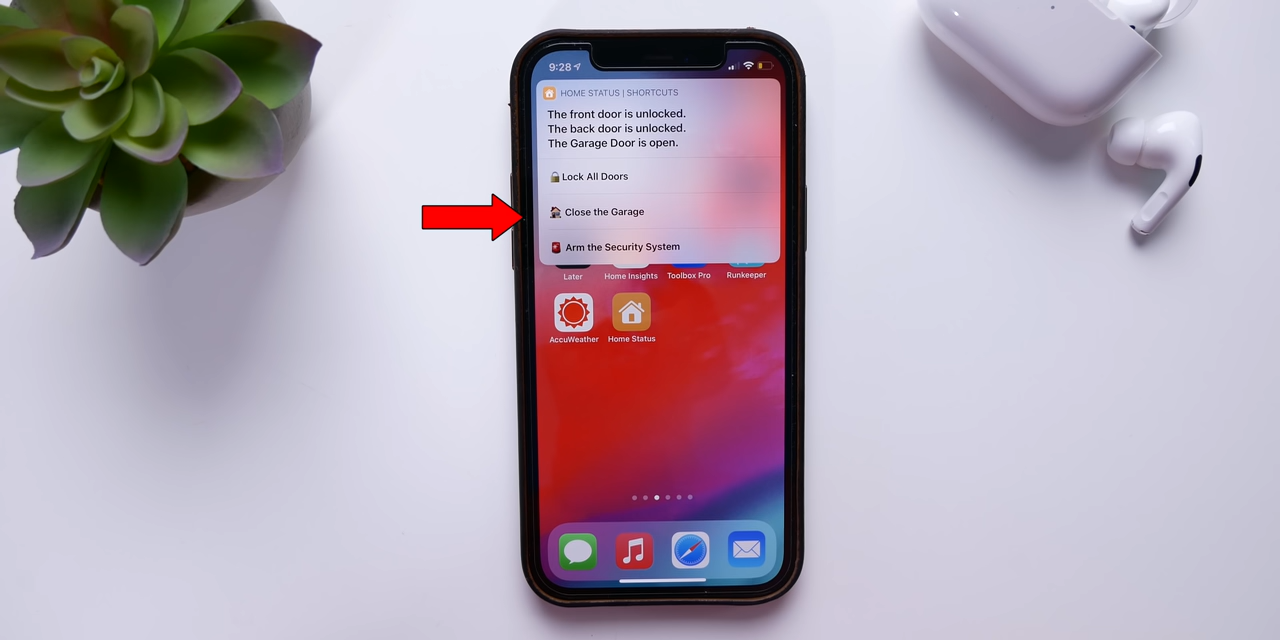 9:28
HOME STATUS | SHORTCUTS
The front door is unlocked.
The back door is unlocked.
The Garage Door is open.
Lock All Doors
Close the Garage
Arm the Security System
Later Home Insights Toolbox Pro Runkeeper
AccuWeather Home Status